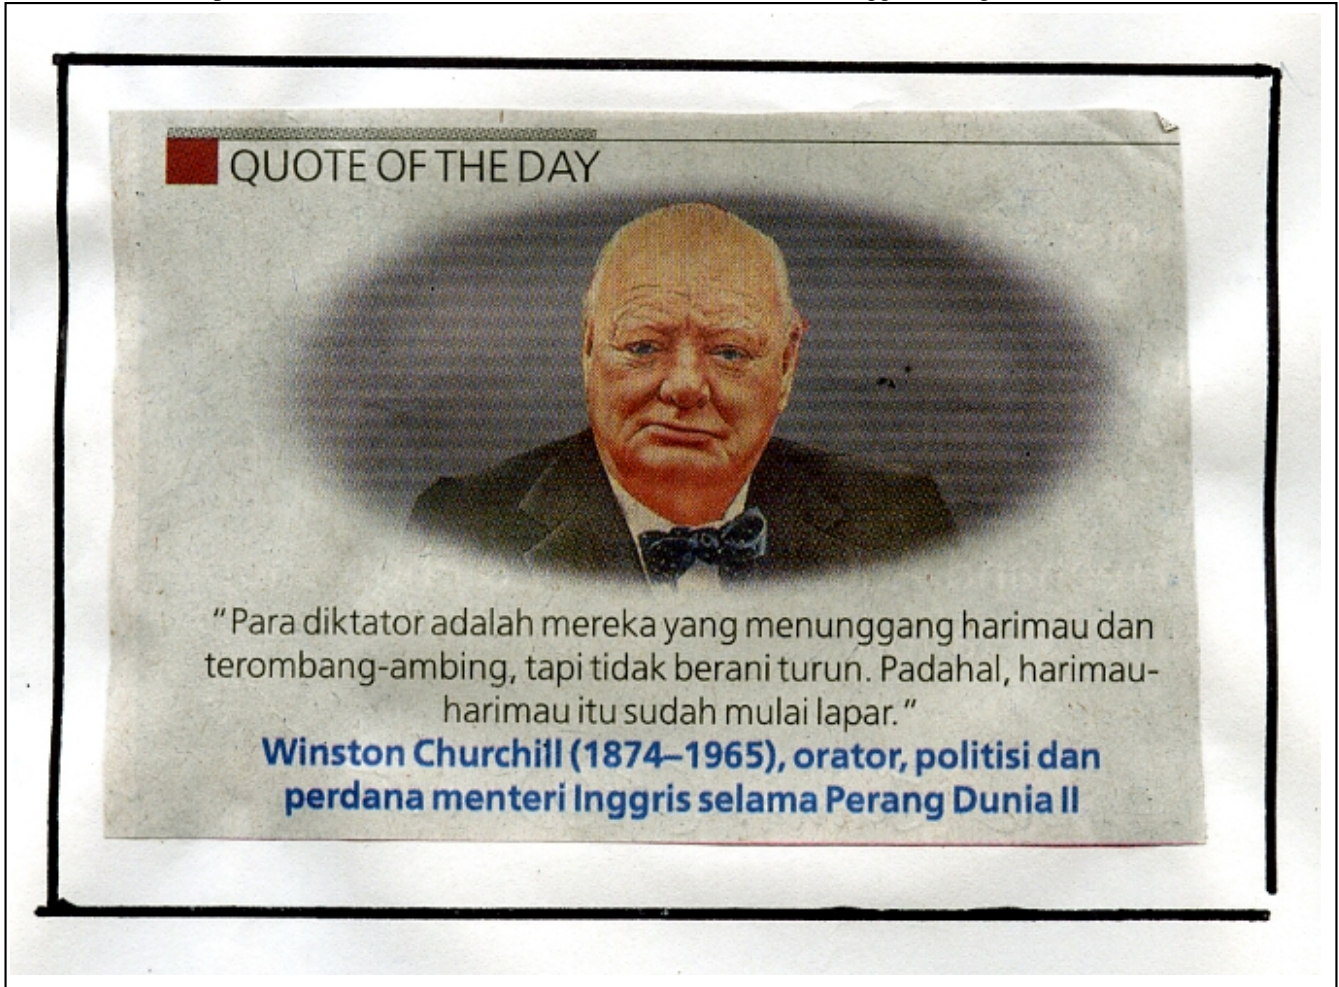 QUOTE OF THE DAY
“Para diktator adalah mereka yang menunggang harimau dan
terombang-ambing, tapi tidak berani turun. Padahal, harimau-
harimau itu sudah mulai lapar.”
Winston Churchill (1874–1965), orator, politisi dan
perdana menteri Inggris selama Perang Dunia II